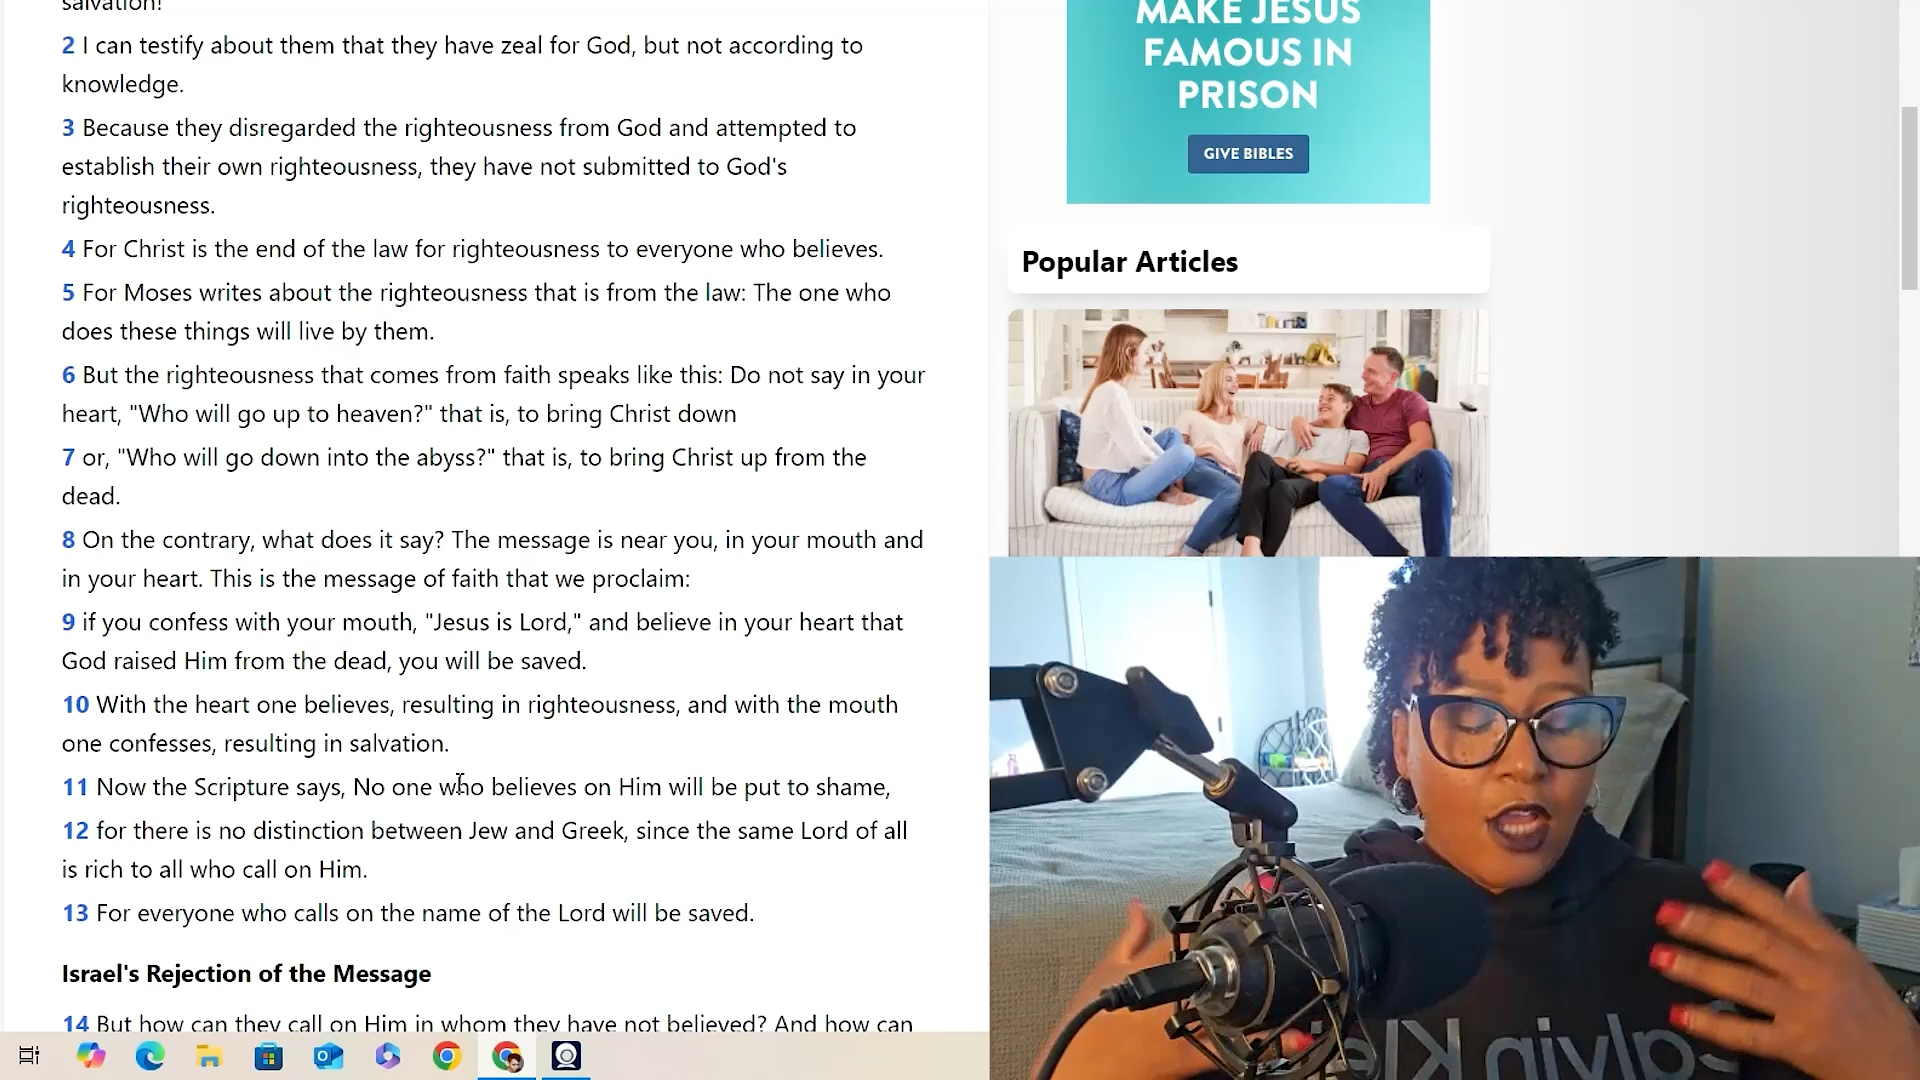 salvation!
2 I can testify about them that they have zeal for God, but not according to
knowledge.
3 Because they disregarded the righteousness from God and attempted to
establish their own righteousness, they have not submitted to God's
righteousness.
4 For Christ is the end of the law for righteousness to everyone who believes.
5 For Moses writes about the righteousness that is from the law: The one who
does these things will live by them.
6 But the righteousness that comes from faith speaks like this: Do not say in your
heart, "Who will go up to heaven?" that is, to bring Christ down
7 or, "Who will go down into the abyss?" that is, to bring Christ up from the
dead.
8 On the contrary, what does it say? The message is near you, in your mouth and
in your heart. This is the message of faith that we proclaim:
9 if you confess with your mouth, "Jesus is Lord," and believe in your heart that
God raised Him from the dead, you will be saved.
10 With the heart one believes, resulting in righteousness, and with the mouth
one confesses, resulting in salvation.
11 Now the Scripture says, No one who believes on Him will be put to shame,
12 for there is no distinction between Jew and Greek, since the same Lord of all
is rich to all who call on Him.
13 For everyone who calls on the name of the Lord will be saved.
Israel's Rejection of the Message
14 But how can they call on Him in whom they have not believed? And how can
MAKE JESUS
FAMOUS IN
PRISON
GIVE BIBLES
Popular Articles